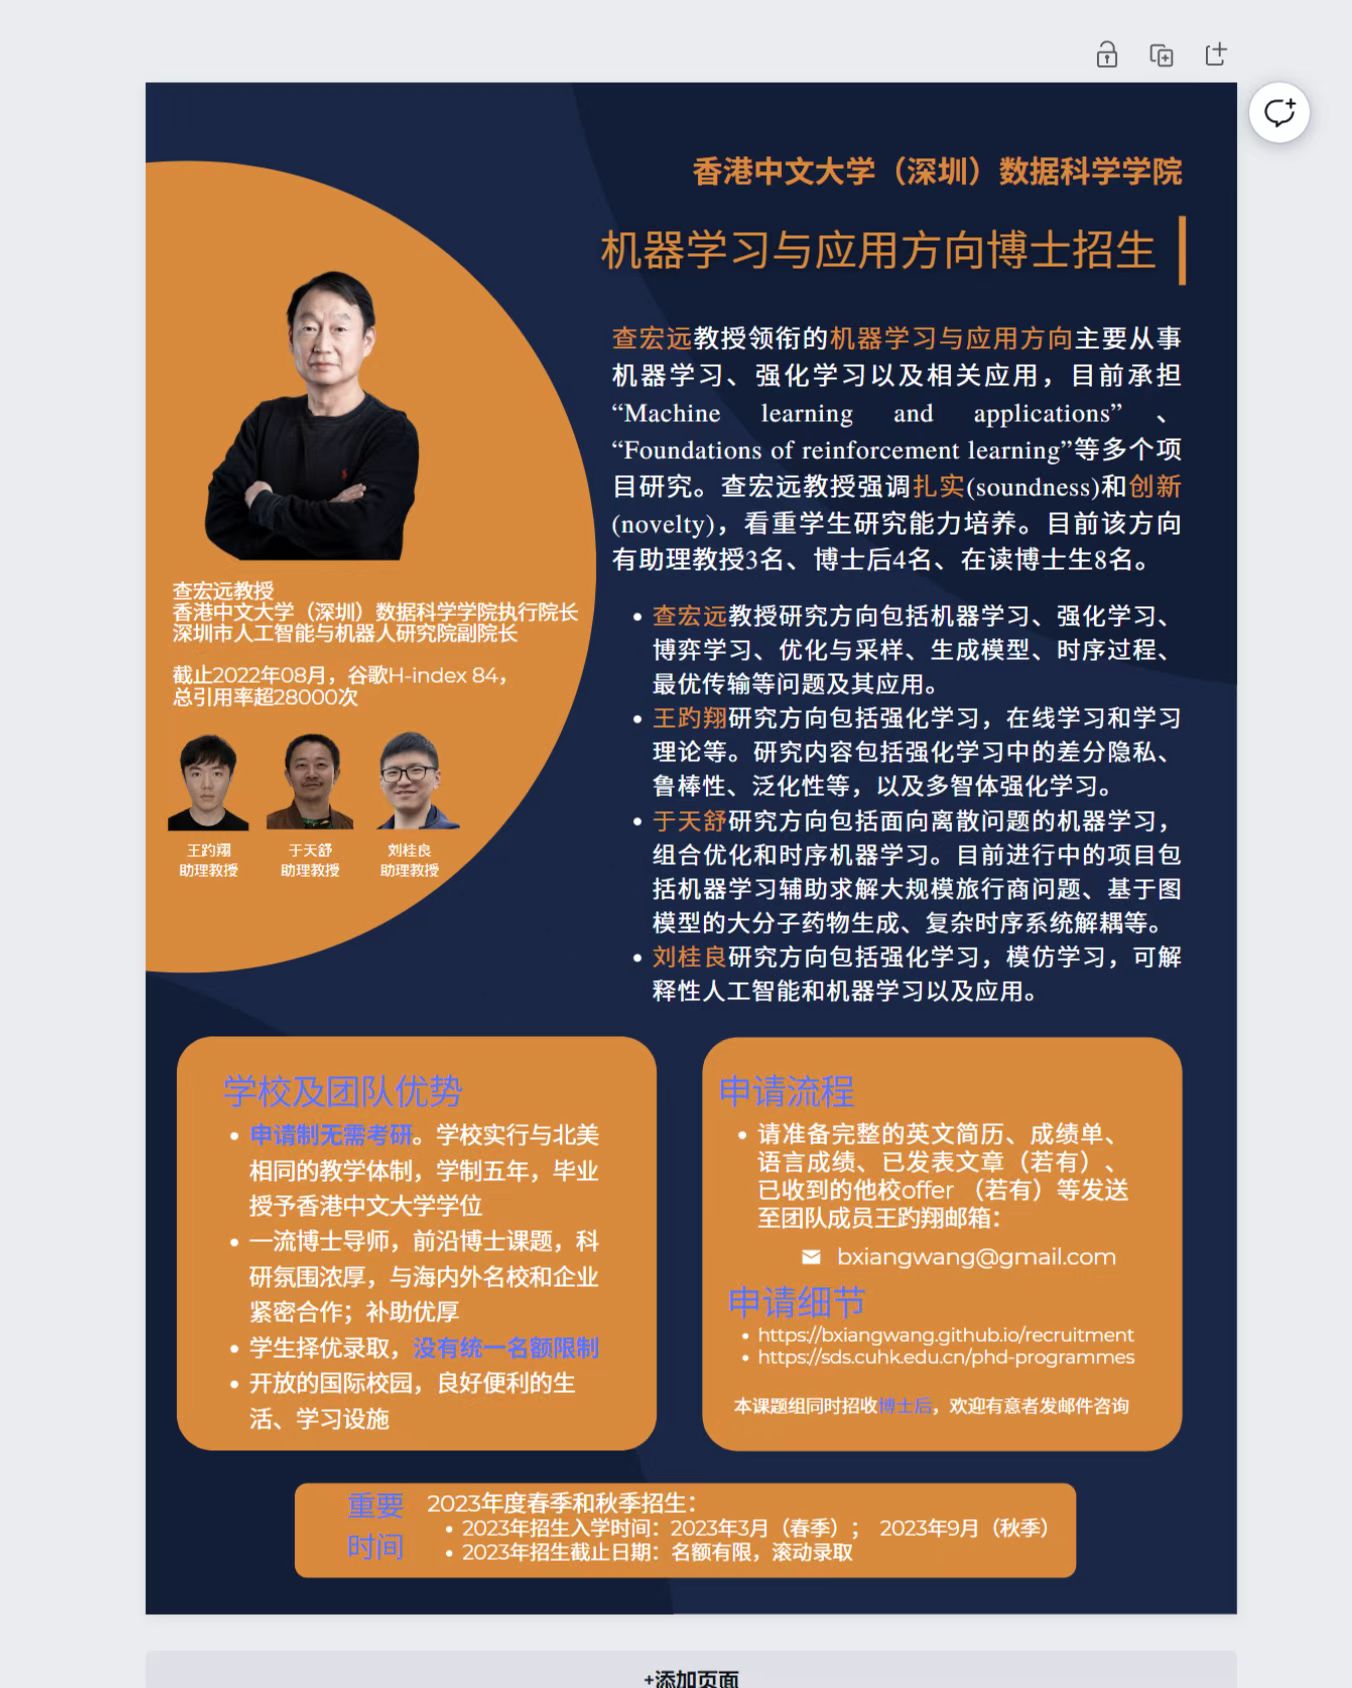 香港中文大学（深圳）数据科学学院
机器学习与应用方向博士招生
查宏远教授领衔的机器学习与应用方向主要从事
机器学习、强化学习以及相关应用，目前承担
“Machine learning and applications”、
“Foundations of reinforcement learning”等多个项
目研究。查宏远教授强调扎实(soundness)和创新
(novelty)，看重学生研究能力培养。目前该方向
有助理教授3名、博士后4名、在读博士生8名。
查宏远教授
香港中文大学（深圳）数据科学学院执行院长
深圳市人工智能与机器人研究院副院长
截止2022年08月，谷歌H-index 84，
总引用率超28000次
王趵翔
助理教授
于天舒
助理教授
刘桂良
助理教授
• 查宏远教授研究方向包括机器学习、强化学习、
博弈学习、优化与采样、生成模型、时序过程、
最优传输等问题及其应用。
• 王趵翔研究方向包括强化学习，在线学习和学习
理论等。研究内容包括强化学习中的差分隐私、
鲁棒性、泛化性等，以及多智体强化学习。
• 于天舒研究方向包括面向离散问题的机器学习，
组合优化和时序机器学习。目前进行中的项目包
括机器学习辅助求解大规模旅行商问题、基于图
模型的大分子药物生成、复杂时序系统解耦等。
• 刘桂良研究方向包括强化学习，模仿学习，可解
释性人工智能和机器学习以及应用。
学校及团队优势
• 申请制无需考研。学校实行与北美
相同的教学体制，学制五年，毕业
授予香港中文大学学位
• 一流博士导师，前沿博士课题，科
研氛围浓厚，与海内外名校和企业
紧密合作；补助优厚
• 学生择优录取，没有统一名额限制
• 开放的国际校园，良好便利的生
活、学习设施
申请流程
• 请准备完整的英文简历、成绩单、
语言成绩、已发表文章（若有）、
已收到的他校offer （若有）等发送
至团队成员王趵翔邮箱：
bxiangwang@gmail.com
申请细节
• https://bxiangwang.github.io/recruitment
• https://sds.cuhk.edu.cn/phd-programmes
本课题组同时招收博士后，欢迎有意者发邮件咨询
重要
时间
2023年度春季和秋季招生：
• 2023年招生入学时间：2023年3月（春季）； 2023年9月（秋季）
• 2023年招生截止日期：名额有限，滚动录取
+添加页面